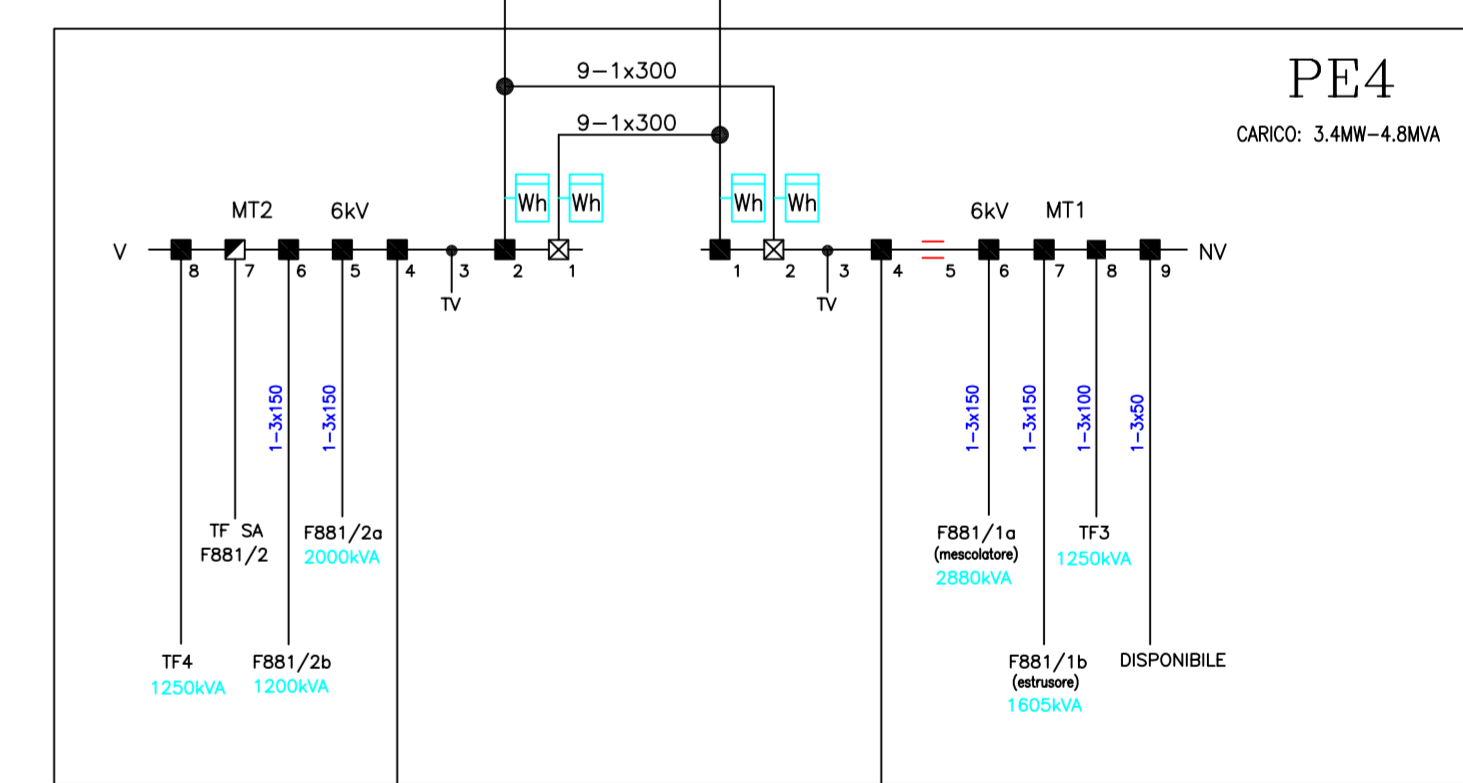 9-1x300
PE4
9-1x300
CARICO: 3.4MW-4.8MVA
Wh
Wh
Wh
Wh
MT2
6kV
6kV
MT1
V
NV
8
7
6
5
4
3
2
1
1
2
3
4
5
6
7
8
9
TV
TV
1-3x150
1-3x150
1-3x150
1-3x150
1-3x100
1-3x50
TF SA
F881/2
F881/2a
2000kVA
F881/1a
(mescolatore)
2880kVA
TF3
1250kVA
TF4
1250kVA
F881/2b
1200kVA
F881/1b
(estrusore)
1605kVA
DISPONIBILE